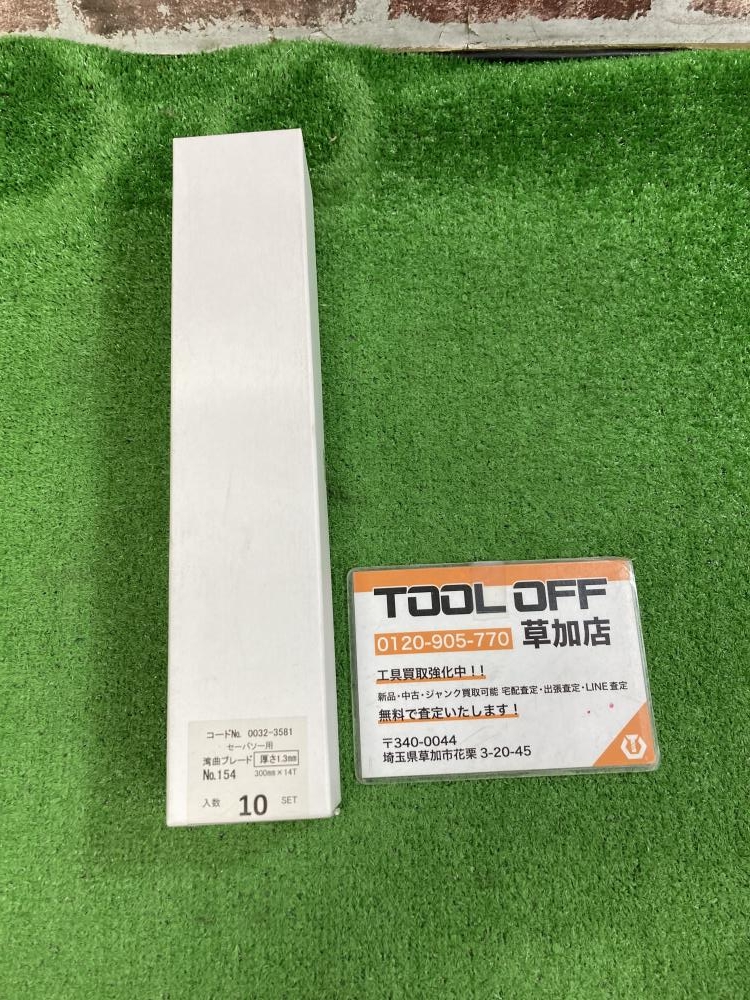 コードNo. 0032-3581
セーバソー用
湾曲ブレード 厚さ1.3mm
No.154 300mm×14T
入数 10 SET
TOOL OFF
0120-905-770 草加店
工具買取強化中!!
新品・中古・ジャンク買取可能 宅配査定・出張査定・LINE査定
無料で査定いたします!
〒340-0044
埼玉県草加市花栗 3-20-45